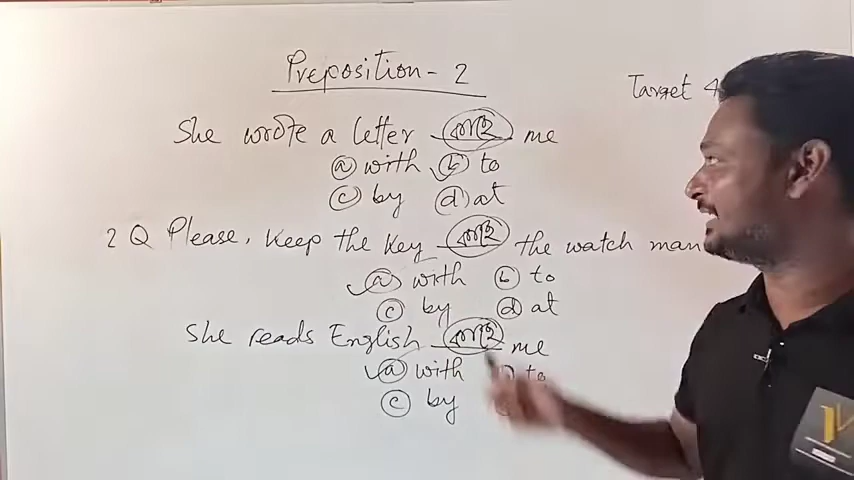 Preposition - 2
Target 4
She wrote a letter me
(a) with (b) to
(c) by (d) at
2 Q Please, keep the key the watch man
(a) with (b) to
(c) by (d) at
She reads English me
(a) with to
(c) by